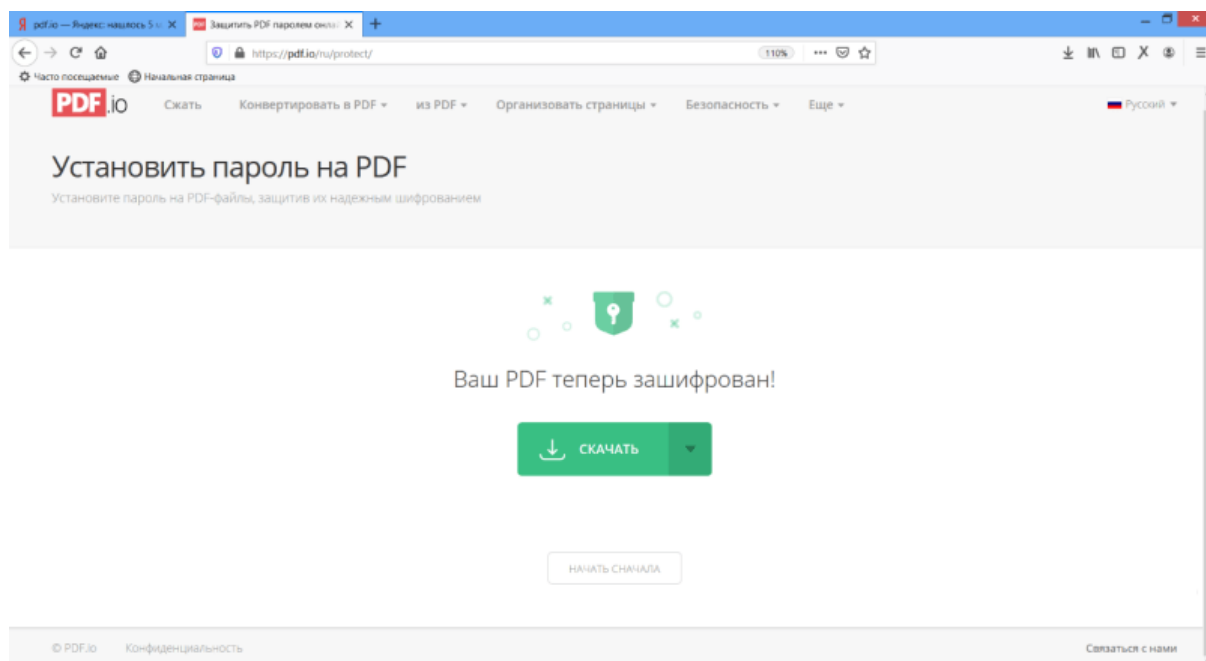 Я pdf.io — Яндекс: нашлось 5 м
PDF Защитить PDF паролем онлай
https://pdf.io/ru/protect/
110%
Часто посещаемые Начальная страница
PDF.io Сжать Конвертировать в PDF из PDF Организовать страницы Безопасность Еще Русский
Установить пароль на PDF
Установите пароль на PDF-файлы, защитив их надежным шифрованием
Ваш PDF теперь зашифрован!
СКАЧАТЬ
НАЧАТЬ СНАЧАЛА
© PDF.io Конфиденциальность Связаться с нами